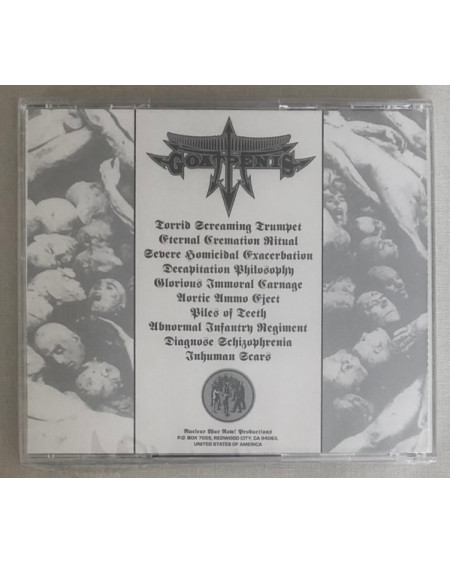 GOATPENIS
Torrid Screaming Trumpet
Eternal Cremation Ritual
Severe Homicidal Exacerbation
Decapitation Philosophy
Glorious Immoral Carnage
Aortic Ammo Eject
Piles of Teeth
Abnormal Infantry Regiment
Diagnose Schizophrenia
Inhuman Scars
Nuclear War Now! Productions
P.O. BOX 7055, REDWOOD CITY, CA 94063,
UNITED STATES OF AMERICA